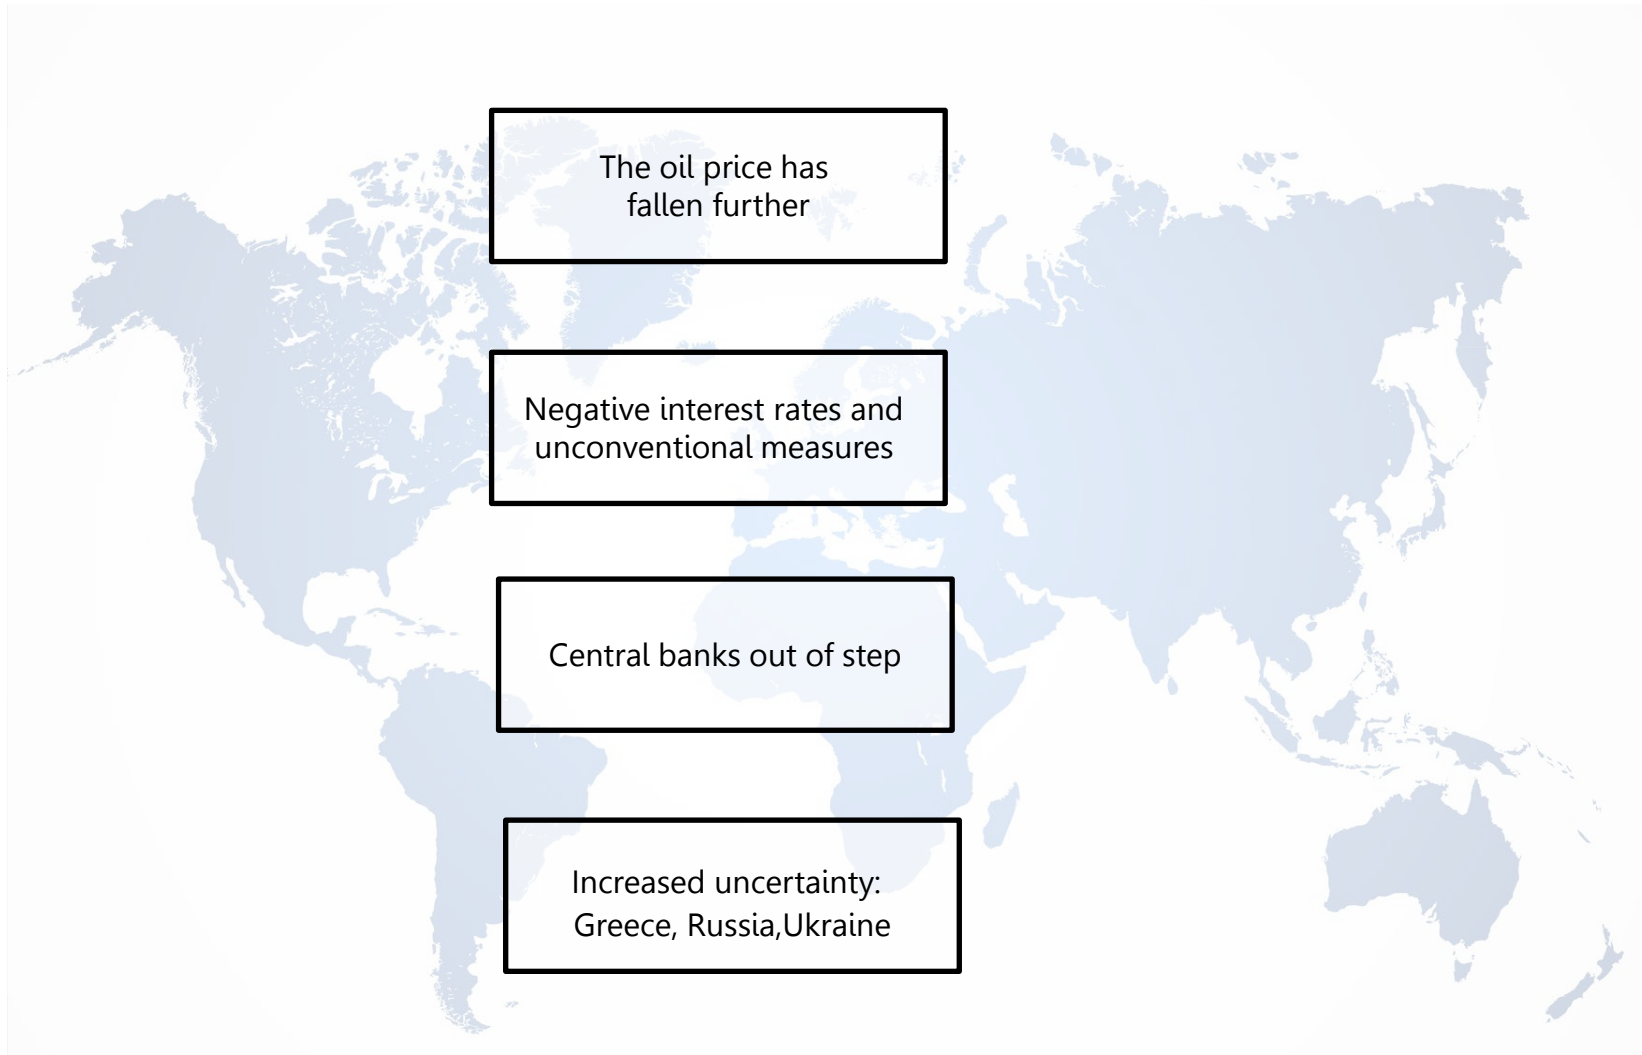 The oil price has
fallen further
Negative interest rates and
unconventional measures
Central banks out of step
Increased uncertainty:
Greece, Russia,Ukraine